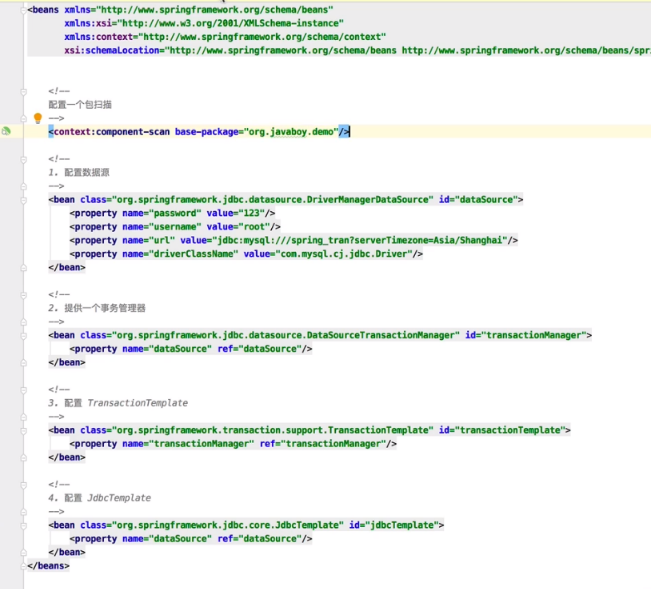 <beans xmlns="http://www.springframework.org/schema/beans"
xmlns:xsi="http://www.w3.org/2001/XMLSchema-instance"
xmlns:context="http://www.springframework.org/schema/context"
xsi:schemaLocation="http://www.springframework.org/schema/beans http://www.springframework.org/schema/beans/spri
<!--
配置一个包扫描
-->
<context:component-scan base-package="org.javaboy.demo"/>
<!--
1. 配置数据源
-->
<bean class="org.springframework.jdbc.datasource.DriverManagerDataSource" id="dataSource">
<property name="password" value="123"/>
<property name="username" value="root"/>
<property name="url" value="jdbc:mysql:///spring_tran?serverTimezone=Asia/Shanghai"/>
<property name="driverClassName" value="com.mysql.cj.jdbc.Driver"/>
</bean>
<!--
2. 提供一个事务管理器
-->
<bean class="org.springframework.jdbc.datasource.DataSourceTransactionManager" id="transactionManager">
<property name="dataSource" ref="dataSource"/>
</bean>
<!--
3. 配置 TransactionTemplate
-->
<bean class="org.springframework.transaction.support.TransactionTemplate" id="transactionTemplate">
<property name="transactionManager" ref="transactionManager"/>
</bean>
<!--
4. 配置 JdbcTemplate
-->
<bean class="org.springframework.jdbc.core.JdbcTemplate" id="jdbcTemplate">
<property name="dataSource" ref="dataSource"/>
</bean>
</beans>